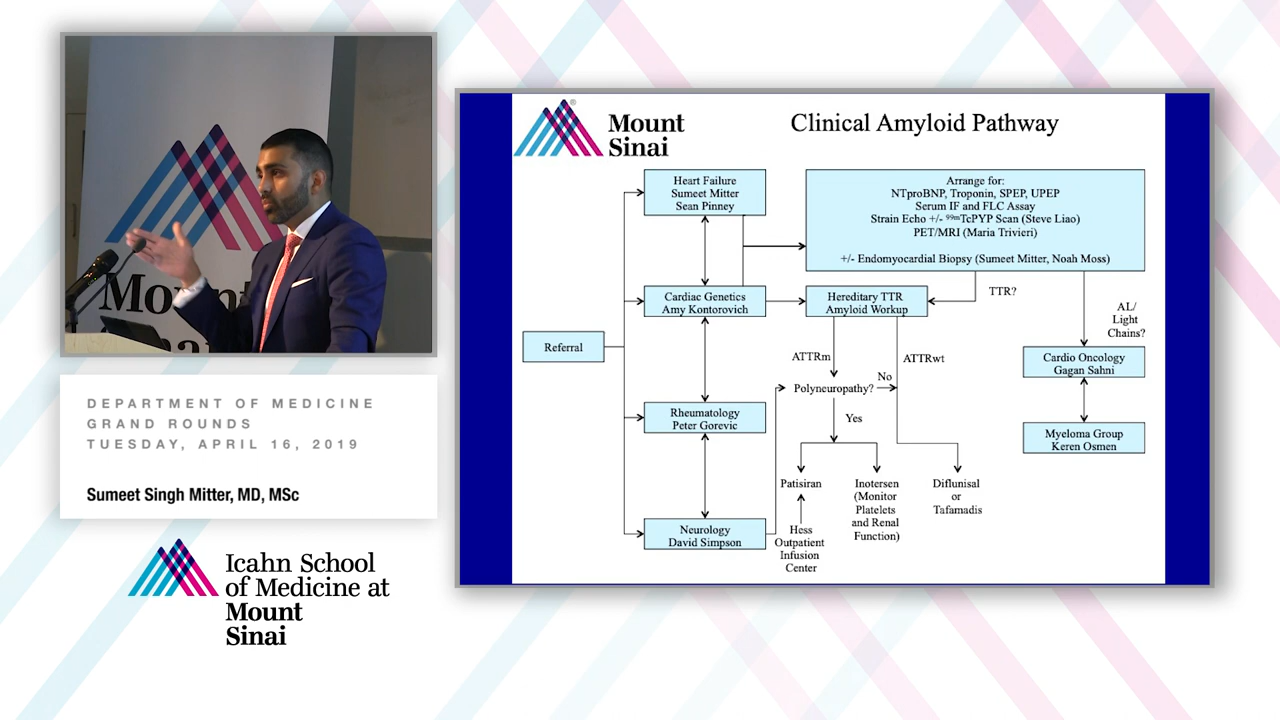 Mount
Sinai
DEPARTMENT OF MEDICINE
GRAND ROUNDS
TUESDAY, APRIL 16, 2019
Sumeet Singh Mitter, MD, MSc
Icahn School
of Medicine at
Mount
Sinai
Mount
Sinai
®
Clinical Amyloid Pathway
Referral
Heart Failure
Sumeet Mitter
Sean Pinney
Cardiac Genetics
Amy Kontorovich
Rheumatology
Peter Gorevic
Neurology
David Simpson
Arrange for:
NTproBNP, Troponin, SPEP, UPEP
Serum IF and FLC Assay
Strain Echo +/- ⁹⁹ᵐTcPYP Scan (Steve Liao)
PET/MRI (Maria Trivieri)
+/- Endomyocardial Biopsy (Sumeet Mitter, Noah Moss)
TTR?
Hereditary TTR
Amyloid Workup
ATTRm
ATTRwt
Polyneuropathy?
No
Yes
Patisiran
Hess
Outpatient
Infusion
Center
Inotersen
(Monitor
Platelets
and Renal
Function)
Diflunisal
or
Tafamadis
AL/
Light
Chains?
Cardio Oncology
Gagan Sahni
Myeloma Group
Keren Osmen